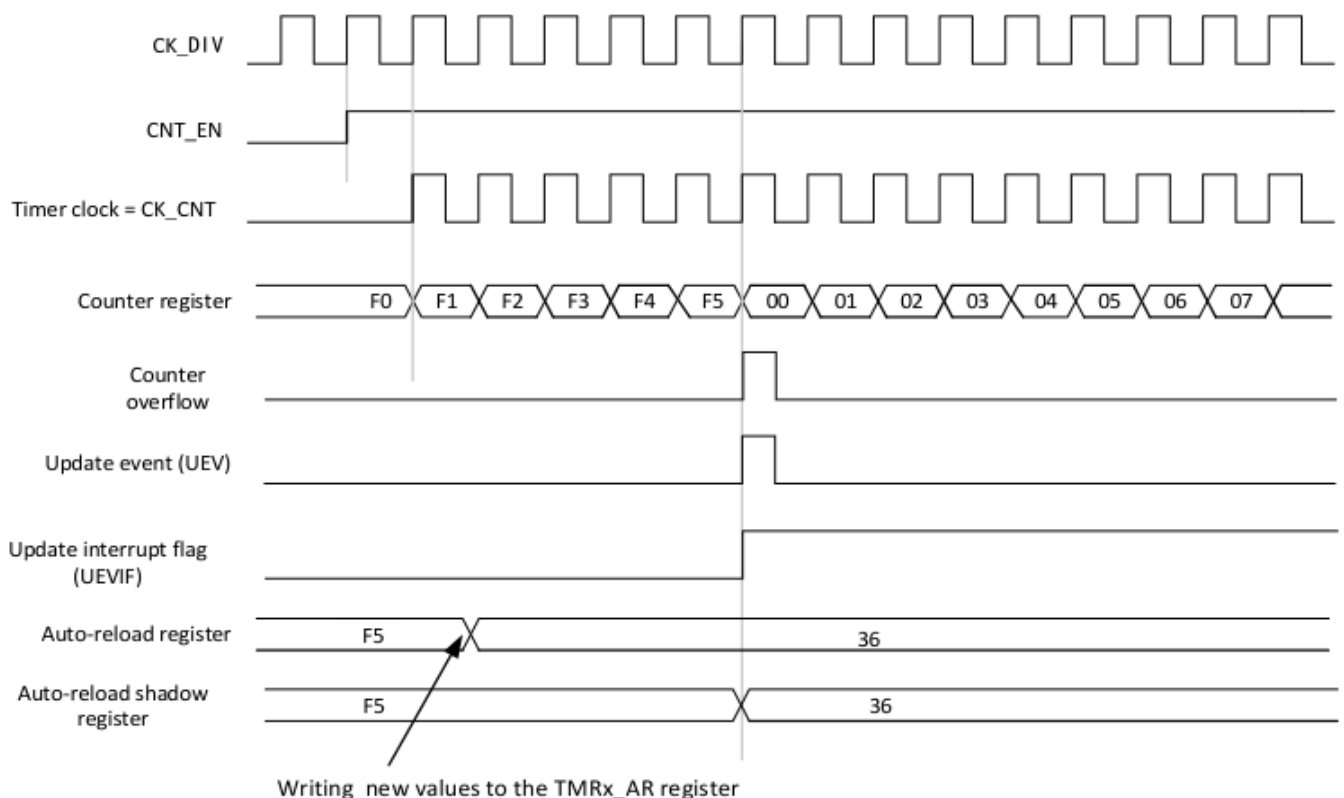 CK_DIV
CNT_EN
Timer clock = CK_CNT
Counter register
F0 F1 F2 F3 F4 F5 00 01 02 03 04 05 06 07
Counter
overflow
Update event (UEV)
Update interrupt flag
(UEVIF)
Auto-reload register
F5 36
Auto-reload shadow
register
F5 36
Writing new values to the TMRx_AR register